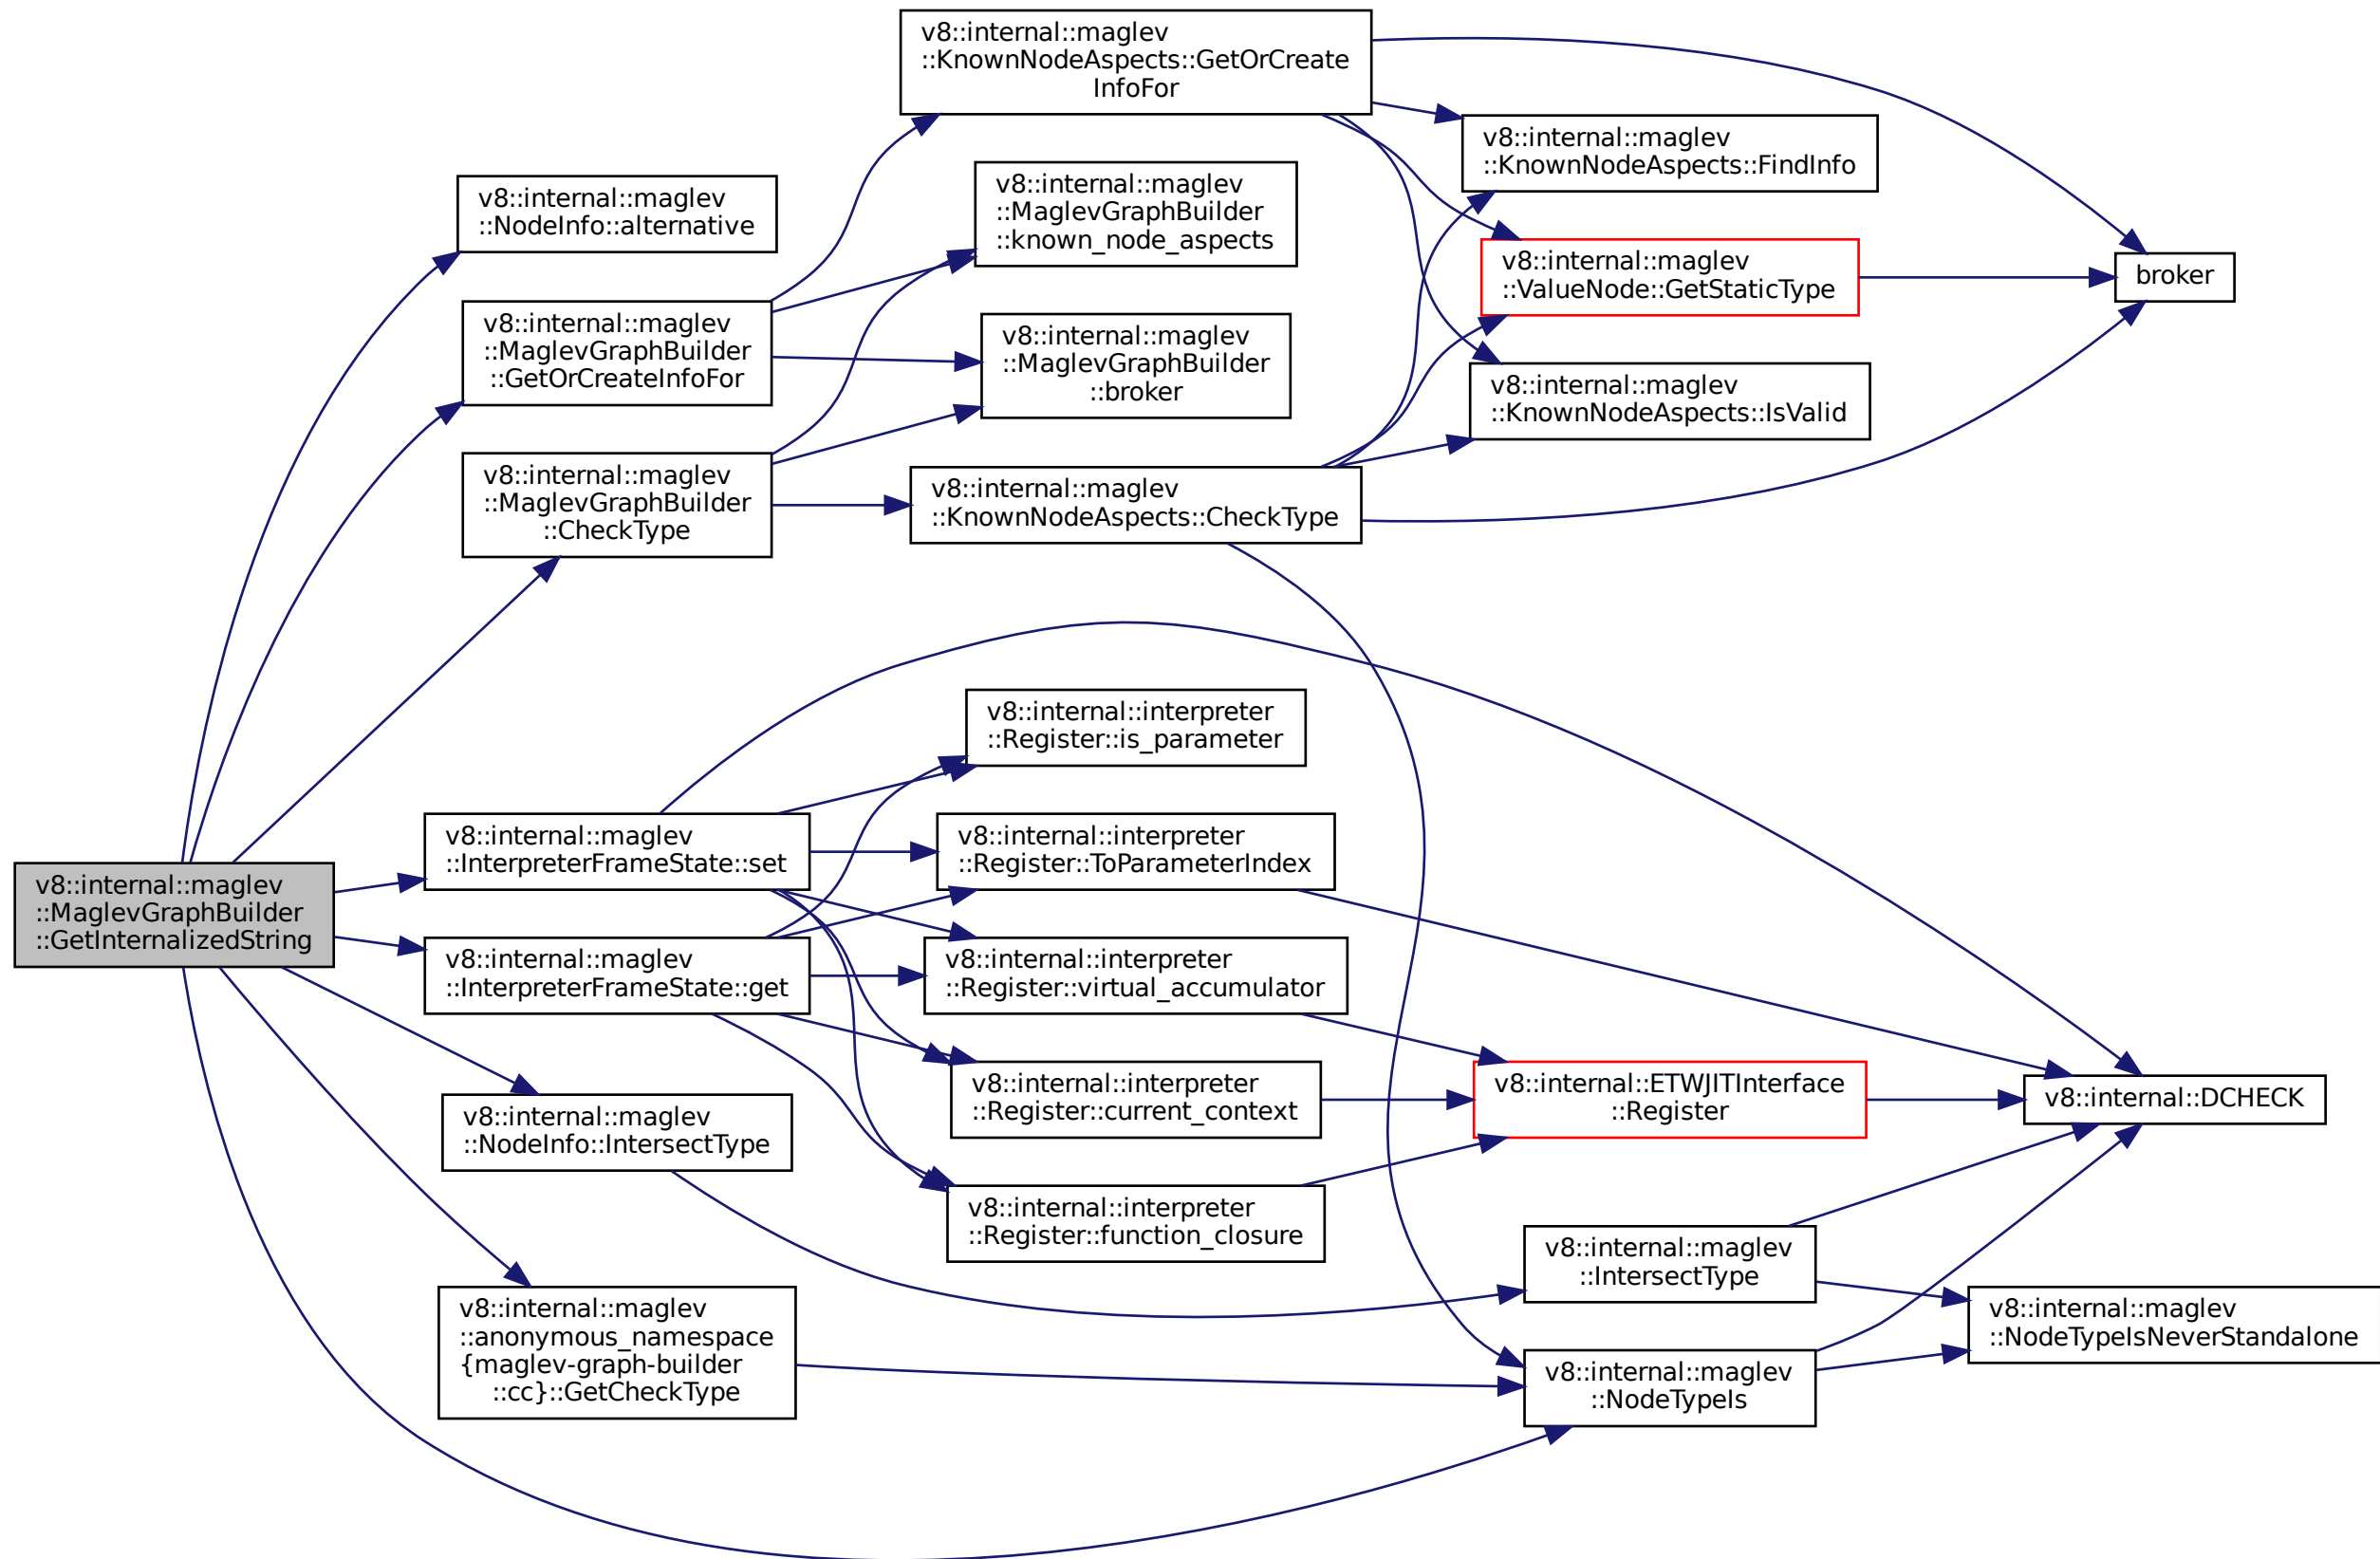 v8::internal::maglev
::KnownNodeAspects::GetOrCreate
InfoFor
v8::internal::maglev
::KnownNodeAspects::FindInfo
v8::internal::maglev
::NodeInfo::alternative
v8::internal::maglev
::MaglevGraphBuilder
::known_node_aspects
v8::internal::maglev
::ValueNode::GetStaticType
broker
v8::internal::maglev
::MaglevGraphBuilder
::GetOrCreateInfoFor
v8::internal::maglev
::MaglevGraphBuilder
::broker
v8::internal::maglev
::KnownNodeAspects::IsValid
v8::internal::maglev
::MaglevGraphBuilder
::CheckType
v8::internal::maglev
::KnownNodeAspects::CheckType
v8::internal::interpreter
::Register::is_parameter
v8::internal::maglev
::InterpreterFrameState::set
v8::internal::interpreter
::Register::ToParameterIndex
v8::internal::maglev
::MaglevGraphBuilder
::GetInternalizedString
v8::internal::maglev
::InterpreterFrameState::get
v8::internal::interpreter
::Register::virtual_accumulator
v8::internal::interpreter
::Register::current_context
v8::internal::ETWJITInterface
::Register
v8::internal::DCHECK
v8::internal::maglev
::NodeInfo::IntersectType
v8::internal::interpreter
::Register::function_closure
v8::internal::maglev
::IntersectType
v8::internal::maglev
::NodeTypeIsNeverStandalone
v8::internal::maglev
::anonymous_namespace
{maglev-graph-builder
::cc}::GetCheckType
v8::internal::maglev
::NodeTypeIs